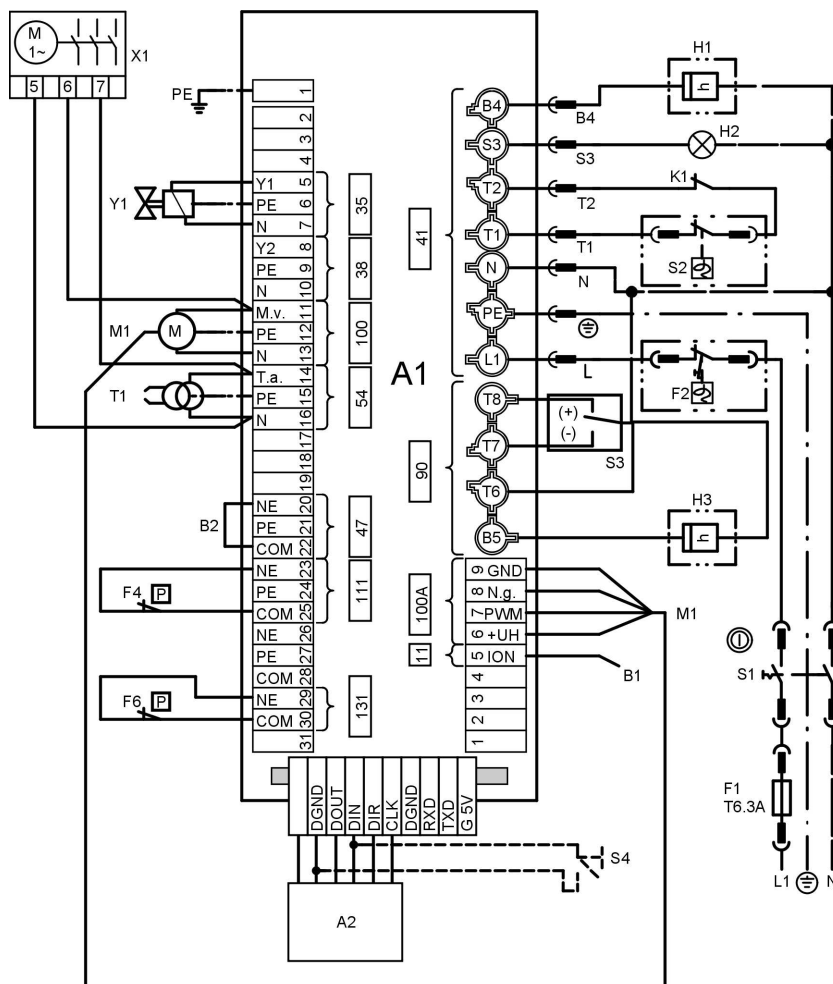 M
1~
X1
5 6 7
PE
1
2
3
4
Y1
Y1 5
PE 6
N 7
35
Y2 8
PE 9
N 10
38
M1
M
M.v. 11
PE 12
N 13
100
T1
T.a. 14
PE 15
N 16
54
17
18
19
B2
NE 20
PE 21
COM 22
47
F4 P
NE 23
PE 24
COM 25
111
NE 26
PE 27
COM 28
F6 P
NE 29
COM 30
131
31
A1
41
B4
B4
H1
h
S3
S3
H2
T2
T2
K1
T1
T1
S2
N
N
PE
L1
L
F2
90
T8
T7
T6
B5
(+)
(-)
S3
H3
h
100A
9 GND
8 N.g.
7 PWM
6 +UH
M1
11
5 ION
B1
4
3
2
1
S1
F1
T6.3A
L1
N
DGND
DOUT
DIN
DIR
CLK
DGND
RXD
TXD
G 5V
S4
A2